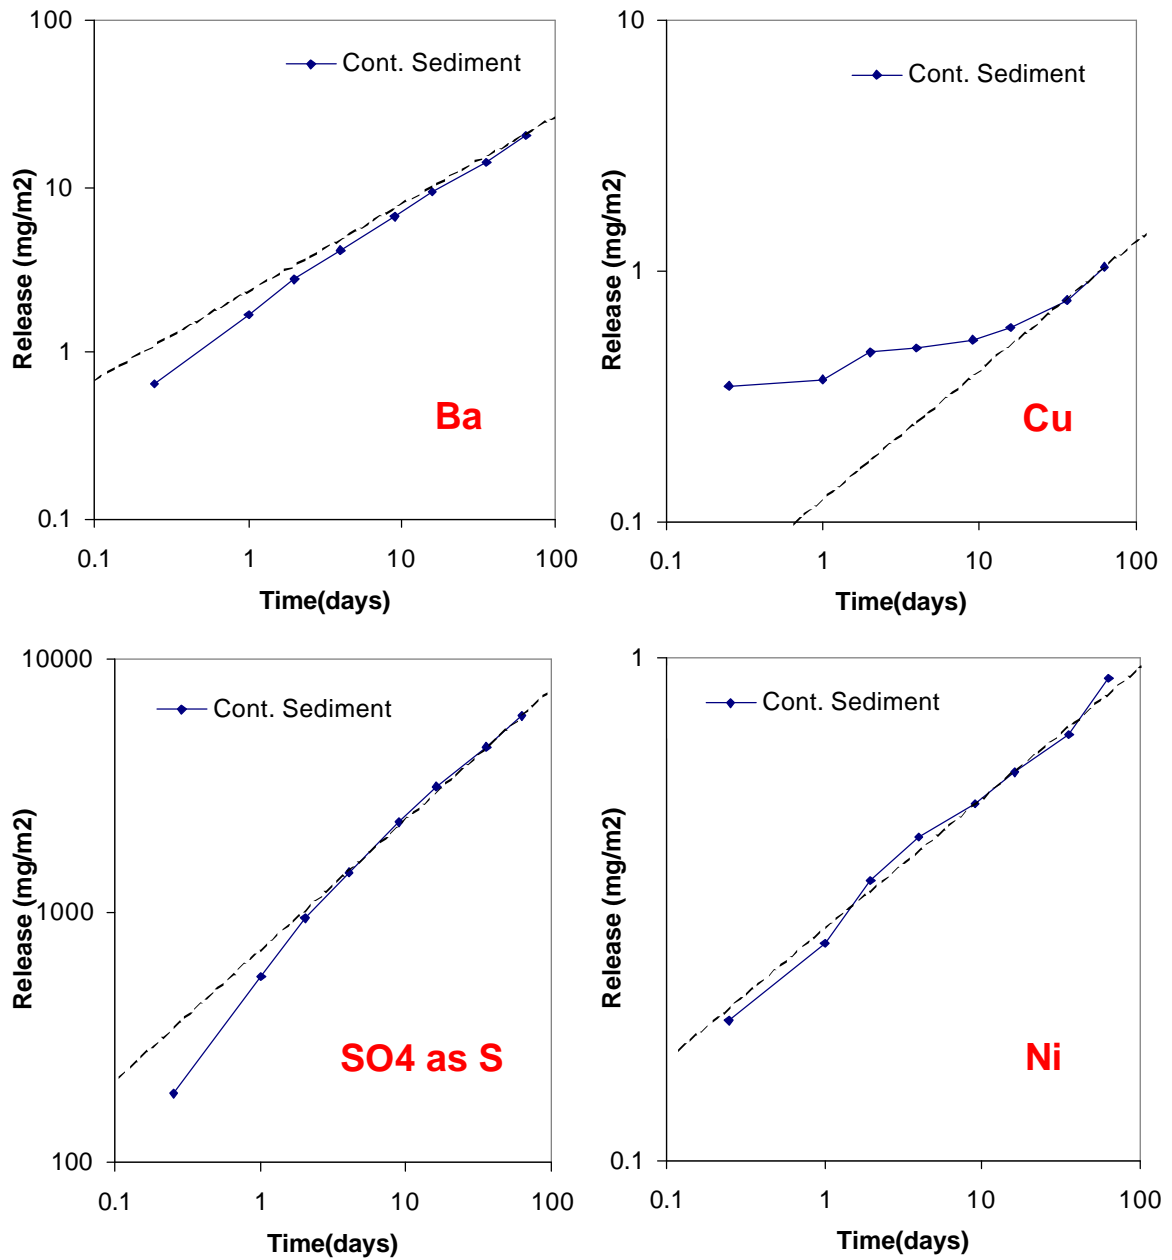 100
10
1
0.1
Release (mg/m2)
Cont. Sediment
Ba
0.1
1
10
100
Time(days)
10
1
0.1
Release (mg/m2)
Cont. Sediment
Cu
0.1
1
10
100
Time(days)
10000
1000
100
Release (mg/m2)
Cont. Sediment
SO4 as S
0.1
1
10
100
Time(days)
1
0.1
Release (mg/m2)
Cont. Sediment
Ni
0.1
1
10
100
Time(days)